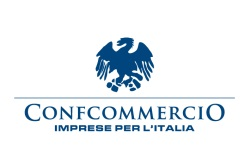 CONFCOMMERCIO
IMPRESE PER L'ITALIA